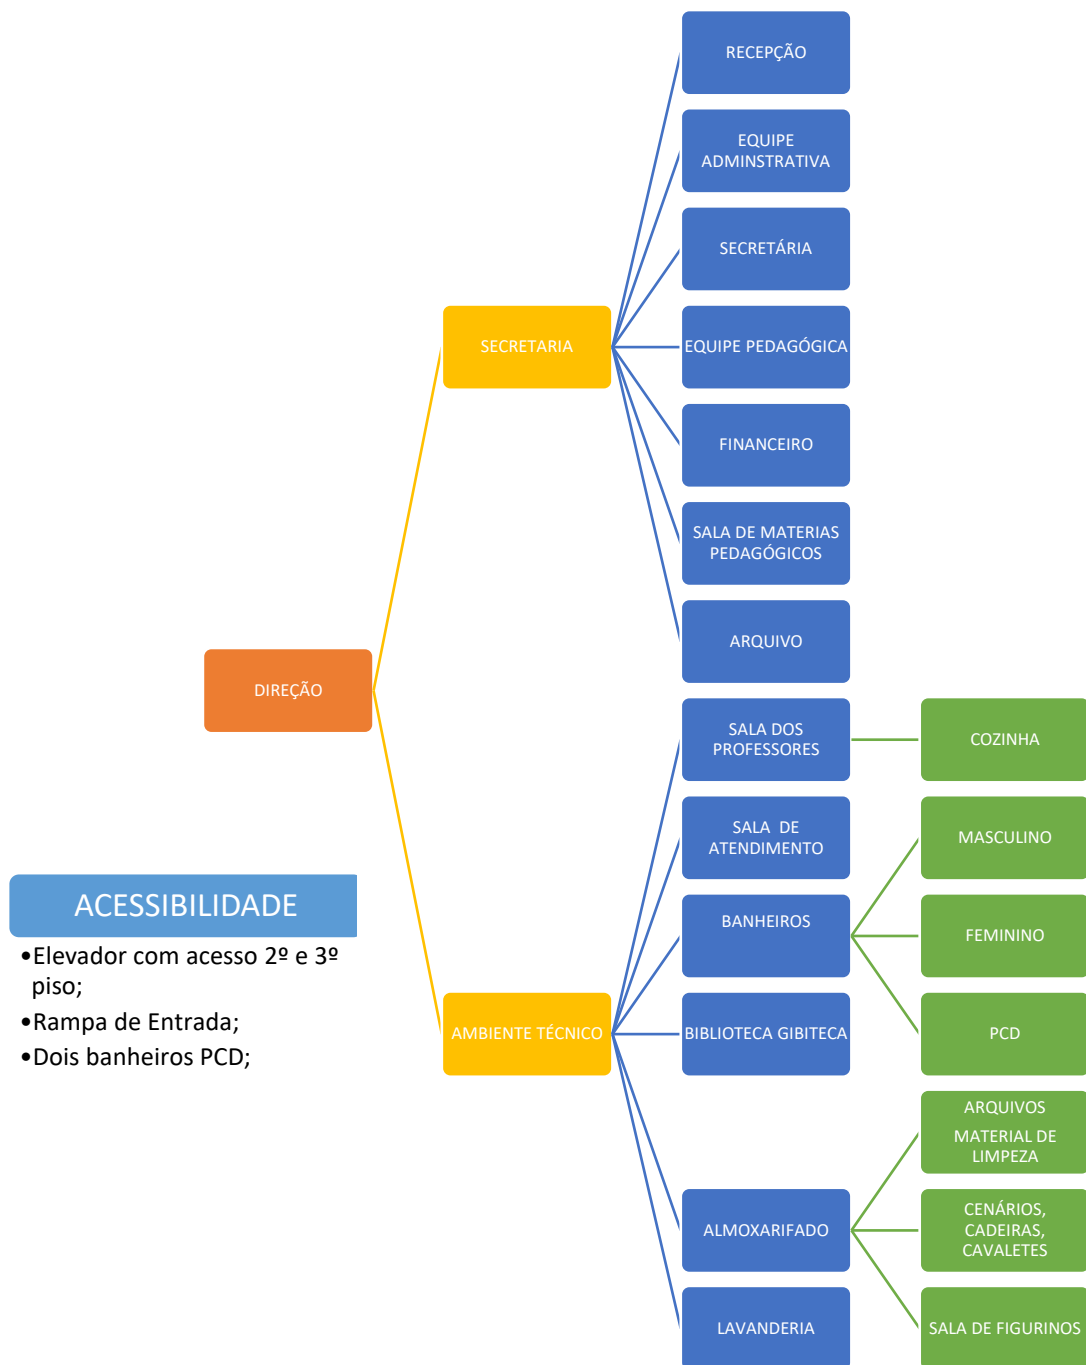 RECEPÇÃO
EQUIPE
ADMINSTRATIVA
SECRETÁRIA
SECRETARIA
EQUIPE PEDAGÓGICA
FINANCEIRO
SALA DE MATERIAS
PEDAGÓGICOS
ARQUIVO
DIREÇÃO
SALA DOS
PROFESSORES
COZINHA
SALA DE
ATENDIMENTO
MASCULINO
ACESSIBILIDADE
•Elevador com acesso 2º e 3º
piso;
•Rampa de Entrada;
•Dois banheiros PCD;
BANHEIROS
FEMININO
AMBIENTE TÉCNICO
BIBLIOTECA GIBITECA
PCD
ARQUIVOS
MATERIAL DE
LIMPEZA
ALMOXARIFADO
CENÁRIOS,
CADEIRAS,
CAVALETES
LAVANDERIA
SALA DE FIGURINOS